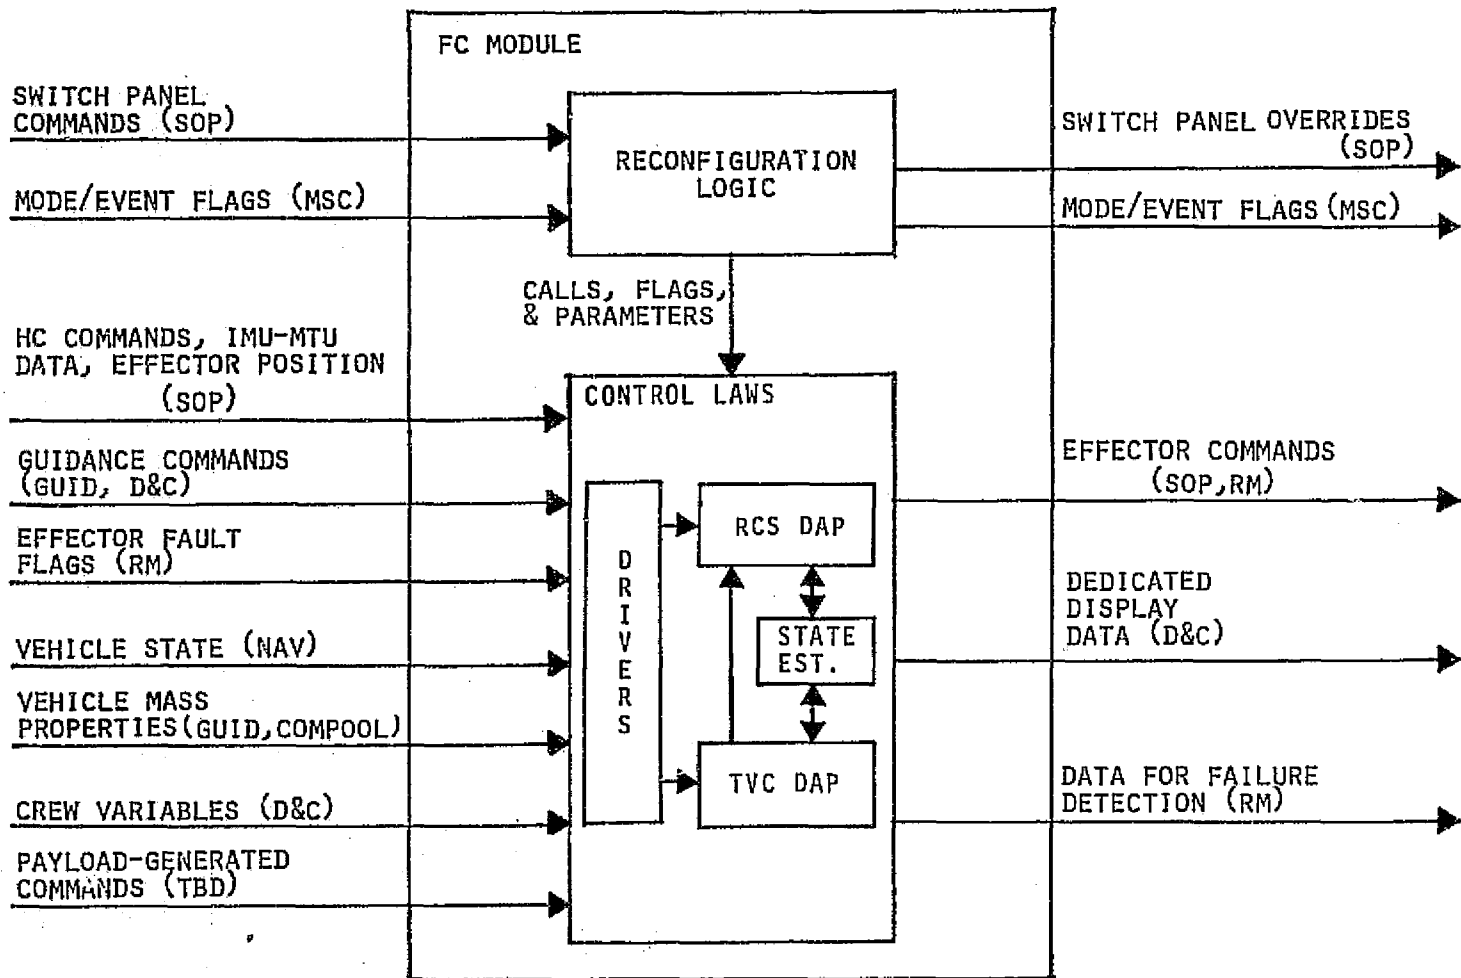 FC MODULE
SWITCH PANEL
COMMANDS (SOP)
MODE/EVENT FLAGS (MSC)
RECONFIGURATION
LOGIC
SWITCH PANEL OVERRIDES
(SOP)
MODE/EVENT FLAGS (MSC)
CALLS, FLAGS,
& PARAMETERS
HC COMMANDS, IMU-MTU
DATA, EFFECTOR POSITION
(SOP)
GUIDANCE COMMANDS
(GUID, D&C)
EFFECTOR FAULT
FLAGS (RM)
VEHICLE STATE (NAV)
VEHICLE MASS
PROPERTIES(GUID,COMPOOL)
CREW VARIABLES (D&C)
PAYLOAD-GENERATED
COMMANDS (TBD)
CONTROL LAWS
DRIVERS
RCS DAP
STATE
EST.
TVC DAP
EFFECTOR COMMANDS
(SOP,RM)
DEDICATED
DISPLAY
DATA (D&C)
DATA FOR FAILURE
DETECTION (RM)